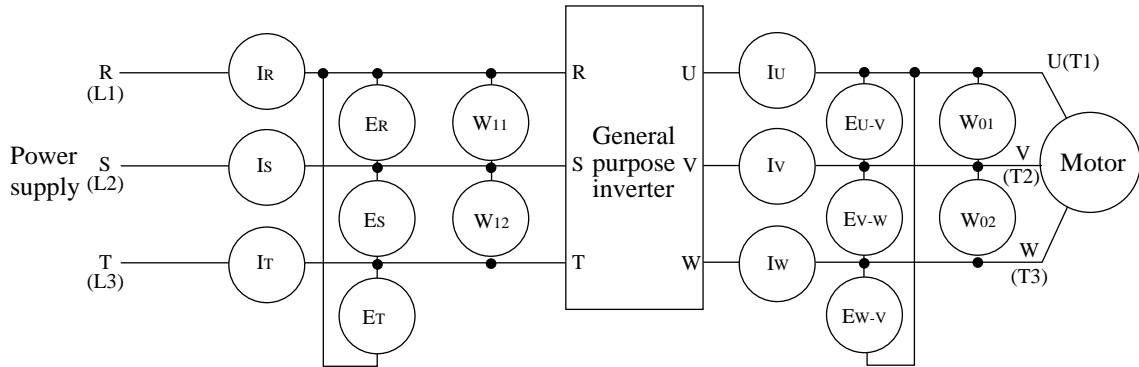 Power
supply
R
(L1)
S
(L2)
T
(L3)
IR
IS
IT
ER
ES
ET
W11
W12
R
S
T
General
purpose
inverter
U
V
W
IU
IV
IW
EU-V
EV-W
EW-V
W01
W02
U(T1)
V
(T2)
W
(T3)
Motor